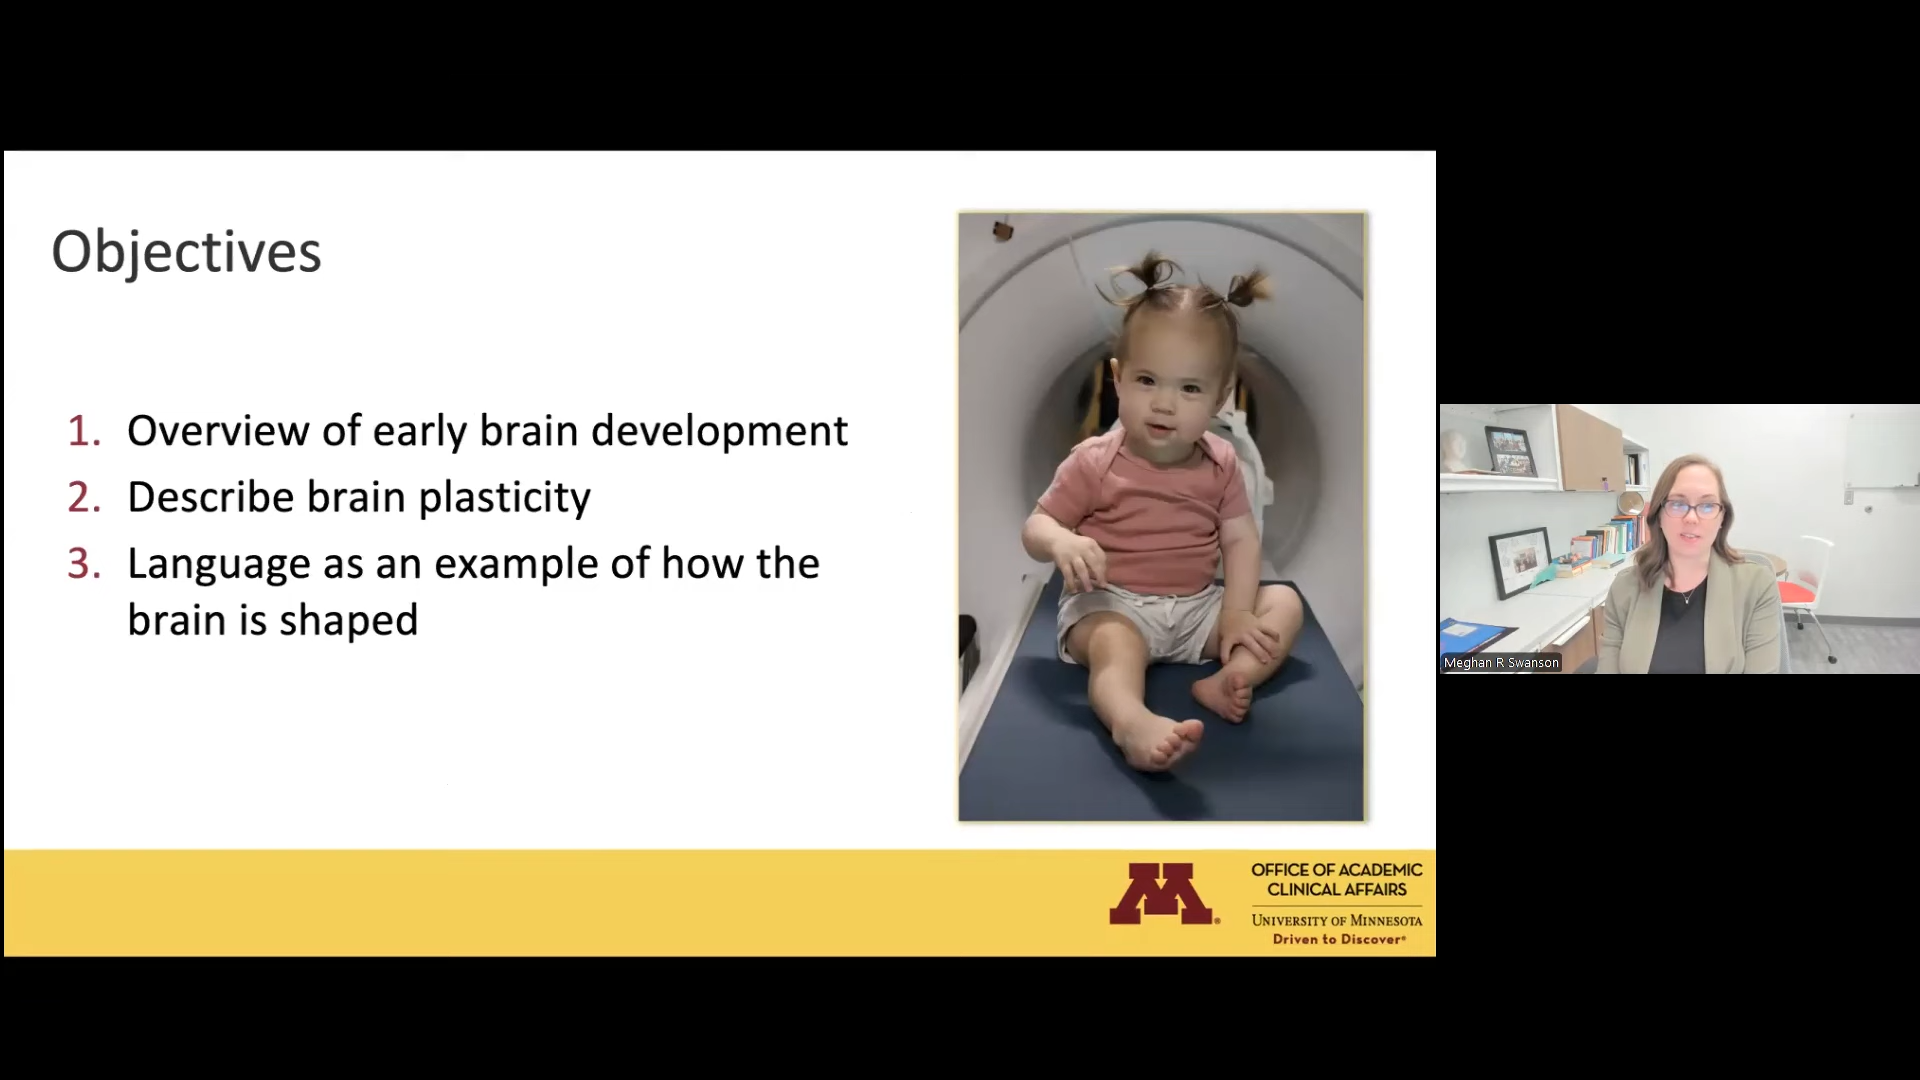 Objectives
1. Overview of early brain development
2. Describe brain plasticity
3. Language as an example of how the
brain is shaped
M®
OFFICE OF ACADEMIC
CLINICAL AFFAIRS
UNIVERSITY OF MINNESOTA
Driven to Discover®
Meghan R Swanson